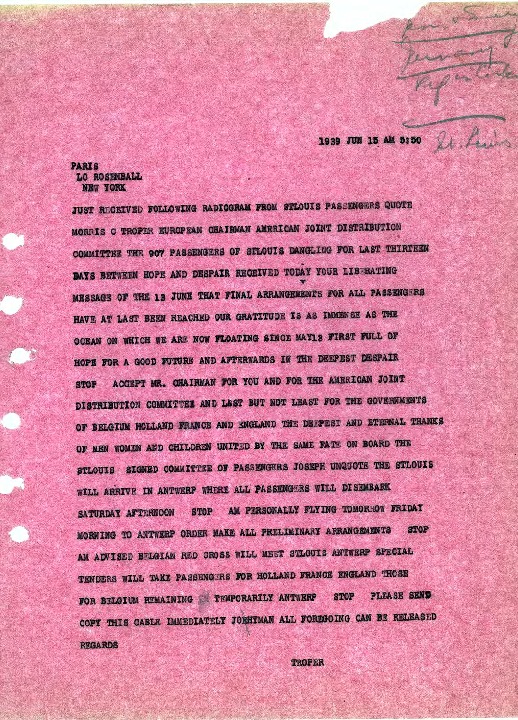 Germany
St. Louis
1939 JUN 15 AM 5:50
PARIS
LC ROSENHALL
NEW YORK
JUST RECEIVED FOLLOWING RADIOGRAM FROM STLOUIS PASSENGERS QUOTE
MORRIS C TROPER EUROPEAN CHAIRMAN AMERICAN JOINT DISTRIBUTION
COMMITTEE THE 907 PASSENGERS OF STLOUIS DANGLING FOR LAST THIRTEEN
DAYS BETWEEN HOPE AND DESPAIR RECEIVED TODAY YOUR LIBERATING
MESSAGE OF THE 13 JUNE THAT FINAL ARRANGEMENTS FOR ALL PASSENGERS
HAVE AT LAST BEEN REACHED OUR GRATITUDE IS AS IMMENSE AS THE
OCEAN ON WHICH WE ARE NOW FLOATING SINCE MAY13 FIRST FULL OF
HOPE FOR A GOOD FUTURE AND AFTERWARDS IN THE DEEPEST DESPAIR
STOP ACCEPT MR. CHAIRMAN FOR YOU AND FOR THE AMERICAN JOINT
DISTRIBUTION COMMITTEE AND LAST BUT NOT LEAST FOR THE GOVERNMENTS
OF BELGIUM HOLLAND FRANCE AND ENGLAND THE DEEPEST AND ETERNAL THANKS
OF MEN WOMEN AND CHILDREN UNITED BY THE SAME FATE ON BOARD THE
STLOUIS SIGNED COMMITTEE OF PASSENGERS JOSEPH UNQUOTE THE STLOUIS
WILL ARRIVE IN ANTWERP WHERE ALL PASSENGERS WILL DISEMBARK
SATURDAY AFTERNOON STOP AM PERSONALLY FLYING TOMORROW FRIDAY
MORNING TO ANTWERP ORDER MAKE ALL PRELIMINARY ARRANGEMENTS STOP
AM ADVISED BELGIAN RED CROSS WILL MEET STLOUIS ANTWERP SPECIAL
TENDERS WILL TAKE PASSENGERS FOR HOLLAND FRANCE ENGLAND THOSE
FOR BELGIUM REMAINING TEMPORARILY ANTWERP STOP PLEASE SEND
COPY THIS CABLE IMMEDIATELY JOEHYMAN ALL FOREGOING CAN BE RELEASED
REGARDS
TROPER